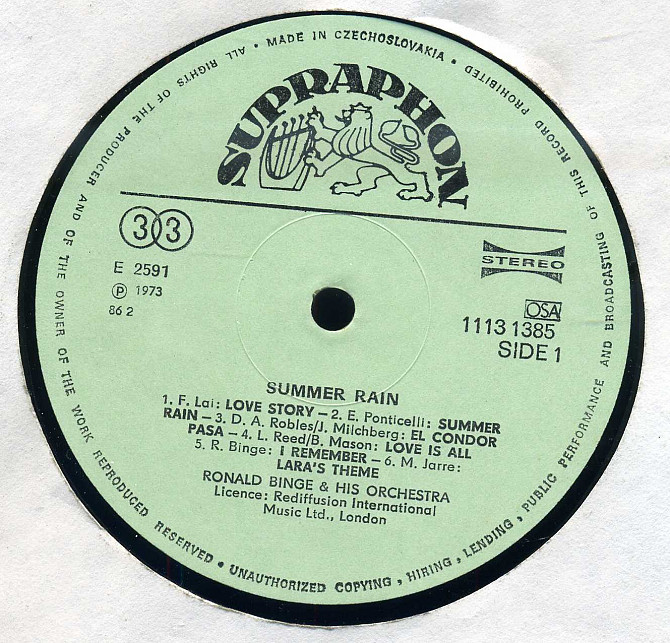 • MADE IN CZECHOSLOVAKIA •
ALL RIGHTS OF THE PRODUCER AND OF THE OWNER OF THE WORK REPRODUCED RESERVED • UNAUTHORIZED COPYING, HIRING, LENDING, PUBLIC PERFORMANCE AND BROADCASTING OF THIS RECORD PROHIBITED
SUPRAPHON
33
STEREO
E 2591
Ⓟ 1973
86 2
OSA
1113 1385
SIDE 1
SUMMER RAIN
1. F. Lai: LOVE STORY – 2. E. Ponticelli: SUMMER
RAIN – 3. D. A. Robles/J. Milchberg: EL CONDOR
PASA – 4. L. Reed/B. Mason: LOVE IS ALL
5. R. Binge: I REMEMBER – 6. M. Jarre:
LARA'S THEME
RONALD BINGE & HIS ORCHESTRA
Licence: Rediffusion International
Music Ltd., London